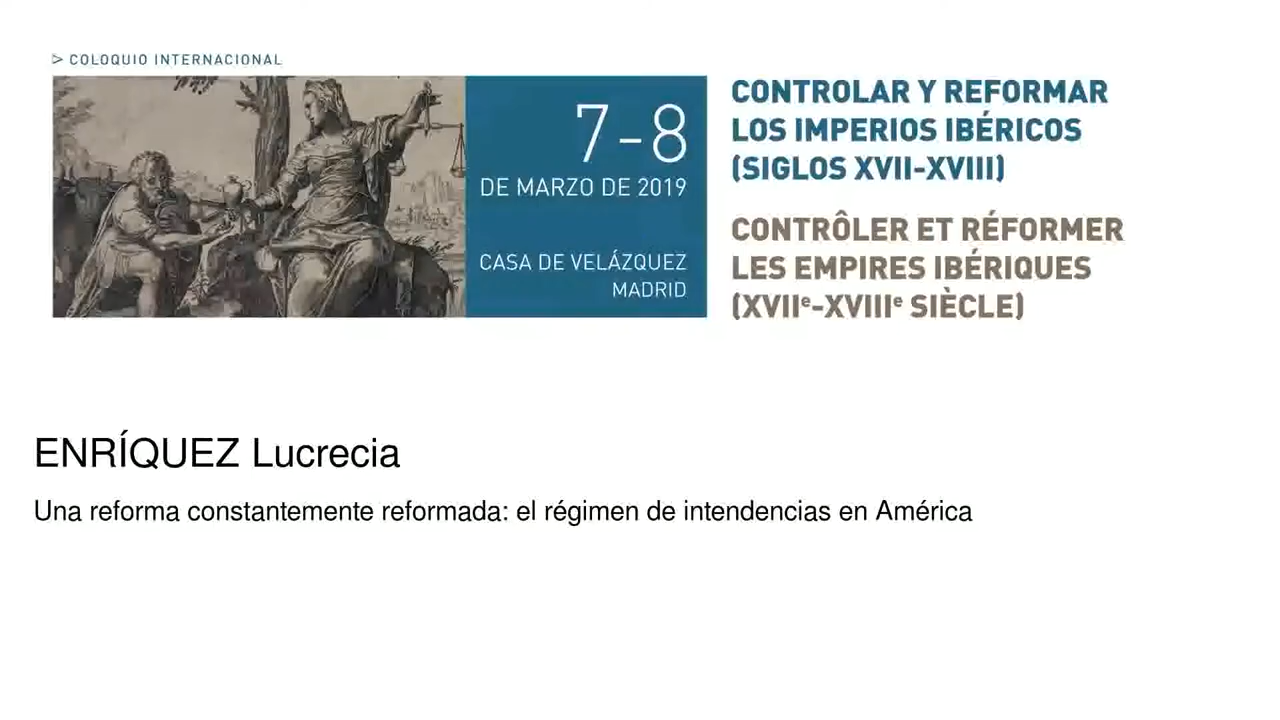 > COLOQUIO INTERNACIONAL
7-8
DE MARZO DE 2019
CASA DE VELÁZQUEZ
MADRID
CONTROLAR Y REFORMAR
LOS IMPERIOS IBÉRICOS
(SIGLOS XVII-XVIII)
CONTRÔLER ET RÉFORMER
LES EMPIRES IBÉRIQUES
(XVIIᵉ-XVIIIᵉ SIÈCLE)
ENRÍQUEZ Lucrecia
Una reforma constantemente reformada: el régimen de intendencias en América